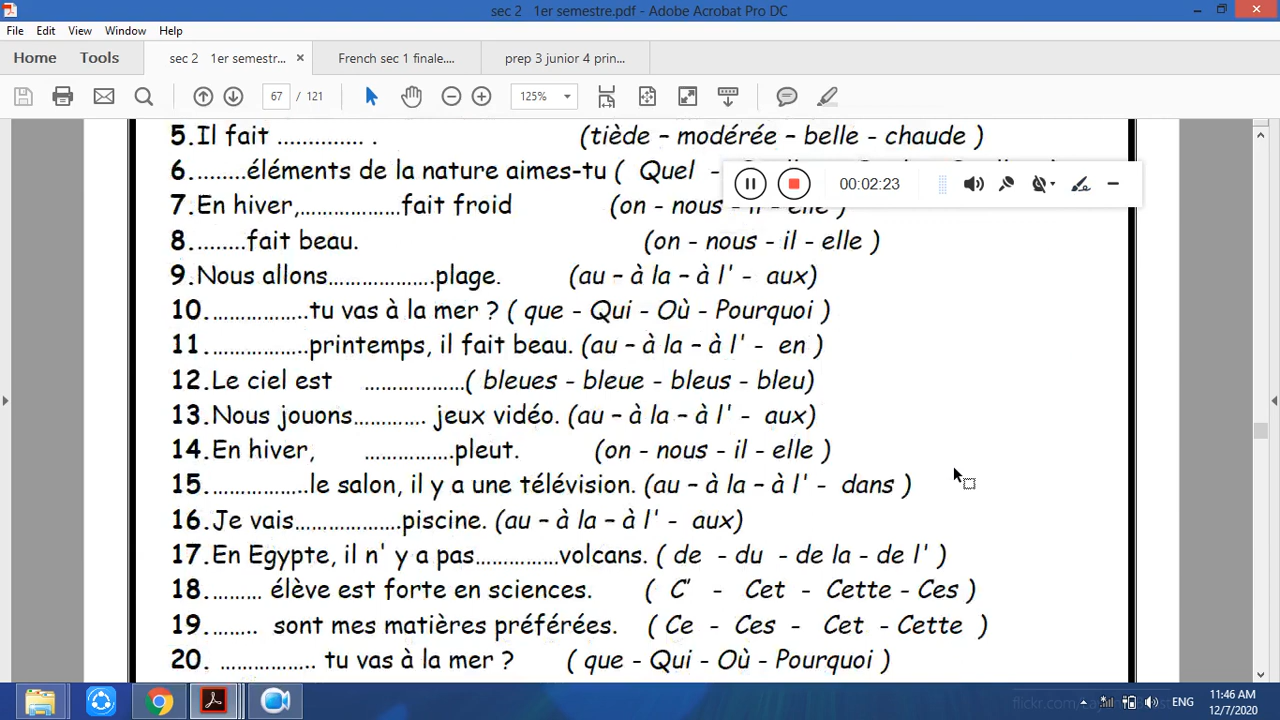 sec 2 1er semestre.pdf - Adobe Acrobat Pro DC
File Edit View Window Help
Home Tools sec 2 1er semestr... × French sec 1 finale.... prep 3 junior 4 prin...
67 / 121 125%
5.Il fait .............. . (tiède – modérée – belle - chaude )
6.........éléments de la nature aimes-tu ( Quel -
00:02:23
7.En hiver,………………fait froid (on - nous - il - elle )
8.........fait beau. (on - nous - il - elle )
9.Nous allons……………….plage. (au – à la – à l' - aux)
10.……………..tu vas à la mer ? ( que - Qui - Où - Pourquoi )
11.……………..printemps, il fait beau. (au – à la – à l' - en )
12.Le ciel est ………………( bleues - bleue - bleus - bleu)
13.Nous jouons…………. jeux vidéo. (au – à la – à l' - aux)
14.En hiver, …………….pleut. (on - nous - il - elle )
15.……………..le salon, il y a une télévision. (au – à la – à l' - dans )
16.Je vais……………….piscine. (au – à la – à l' - aux)
17.En Egypte, il n' y a pas……………volcans. ( de - du - de la - de l' )
18.……… élève est forte en sciences. ( C' - Cet - Cette - Ces )
19.…….. sont mes matières préférées. ( Ce - Ces - Cet - Cette )
20. …………….. tu vas à la mer ? ( que - Qui - Où - Pourquoi )
ENG
11:46 AM
12/7/2020